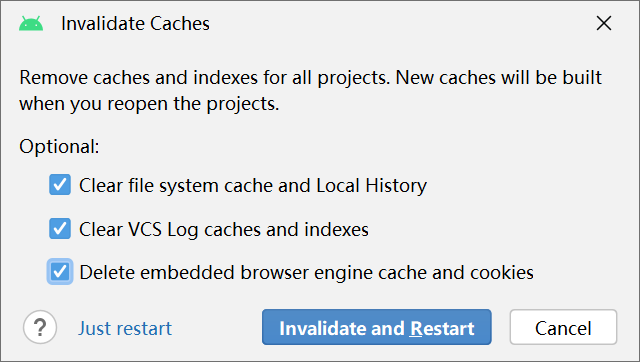 Invalidate Caches
Remove caches and indexes for all projects. New caches will be built
when you reopen the projects.
Optional:
Clear file system cache and Local History
Clear VCS Log caches and indexes
Delete embedded browser engine cache and cookies
? Just restart Invalidate and Restart Cancel